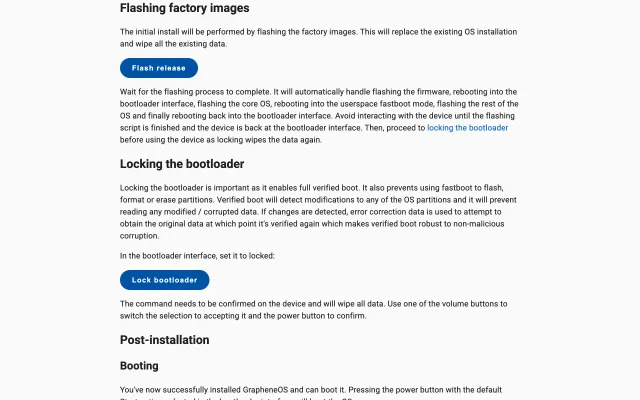 Flashing factory images
The initial install will be performed by flashing the factory images. This will replace the existing OS installation
and wipe all the existing data.
Flash release
Wait for the flashing process to complete. It will automatically handle flashing the firmware, rebooting into the
bootloader interface, flashing the core OS, rebooting into the userspace fastboot mode, flashing the rest of the
OS and finally rebooting back into the bootloader interface. Avoid interacting with the device until the flashing
script is finished and the device is back at the bootloader interface. Then, proceed to locking the bootloader
before using the device as locking wipes the data again.
Locking the bootloader
Locking the bootloader is important as it enables full verified boot. It also prevents using fastboot to flash,
format or erase partitions. Verified boot will detect modifications to any of the OS partitions and it will prevent
reading any modified / corrupted data. If changes are detected, error correction data is used to attempt to
obtain the original data at which point it's verified again which makes verified boot robust to non-malicious
corruption.
In the bootloader interface, set it to locked:
Lock bootloader
The command needs to be confirmed on the device and will wipe all data. Use one of the volume buttons to
switch the selection to accepting it and the power button to confirm.
Post-installation
Booting
You've now successfully installed GrapheneOS and can boot it. Pressing the power button with the default